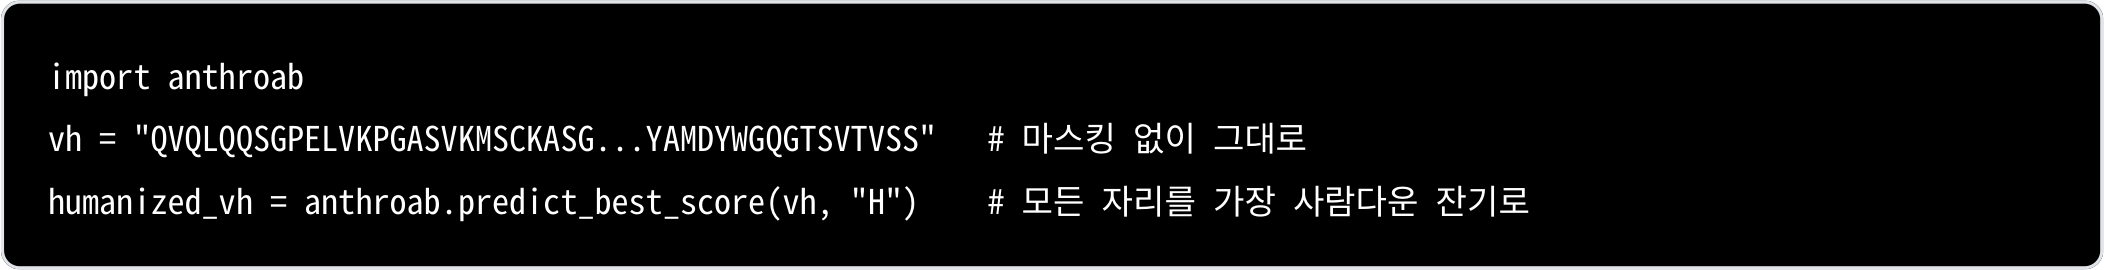 import anthroab
vh = "QVQLQQSGPELVKPGASVKMSCKASG...YAMDYWGQGTSVTVSS"   # 마스킹 없이 그대로
humanized_vh = anthroab.predict_best_score(vh, "H")    # 모든 자리를 가장 사람다운 잔기로